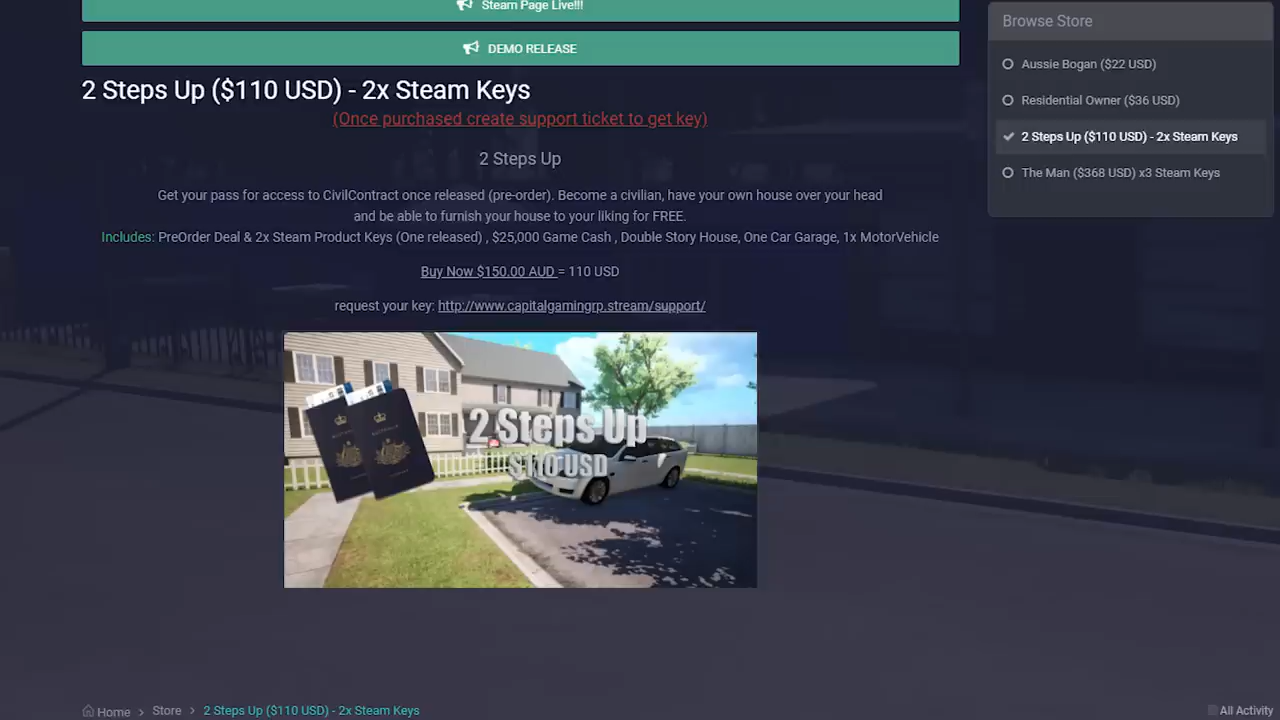 Steam Page Live!!!
DEMO RELEASE
2 Steps Up ($110 USD) - 2x Steam Keys
(Once purchased create support ticket to get key)
2 Steps Up
Get your pass for access to CivilContract once released (pre-order). Become a civilian, have your own house over your head
and be able to furnish your house to your liking for FREE.
Includes: PreOrder Deal & 2x Steam Product Keys (One released) , $25,000 Game Cash , Double Story House, One Car Garage, 1x MotorVehicle
Buy Now $150.00 AUD = 110 USD
request your key: http://www.capitalgamingrp.stream/support/
2 Steps Up
$110 USD
Home > Store > 2 Steps Up ($110 USD) - 2x Steam Keys
Browse Store
Aussie Bogan ($22 USD)
Residential Owner ($36 USD)
2 Steps Up ($110 USD) - 2x Steam Keys
The Man ($368 USD) x3 Steam Keys
All Activity